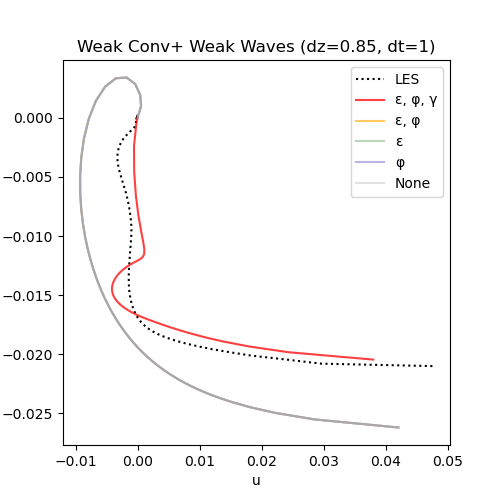 Weak Conv+ Weak Waves (dz=0.85, dt=1)
LES
ε, φ, γ
ε, φ
ε
φ
None
0.000
−0.005
−0.010
−0.015
−0.020
−0.025
−0.01 0.00 0.01 0.02 0.03 0.04 0.05
u